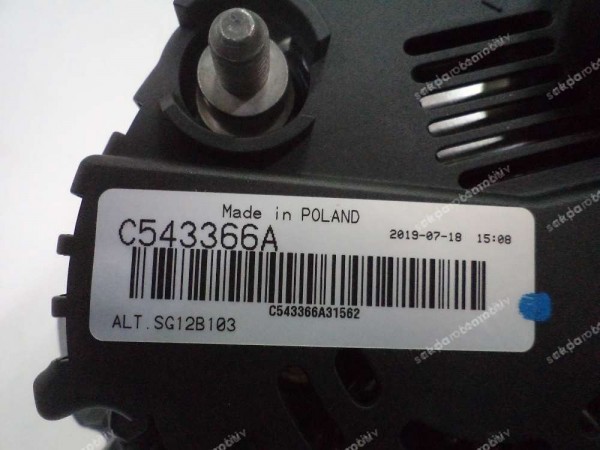 Made in POLAND
C543366A
2019-07-18 15:08
C543366A31562
ALT.SG12B103